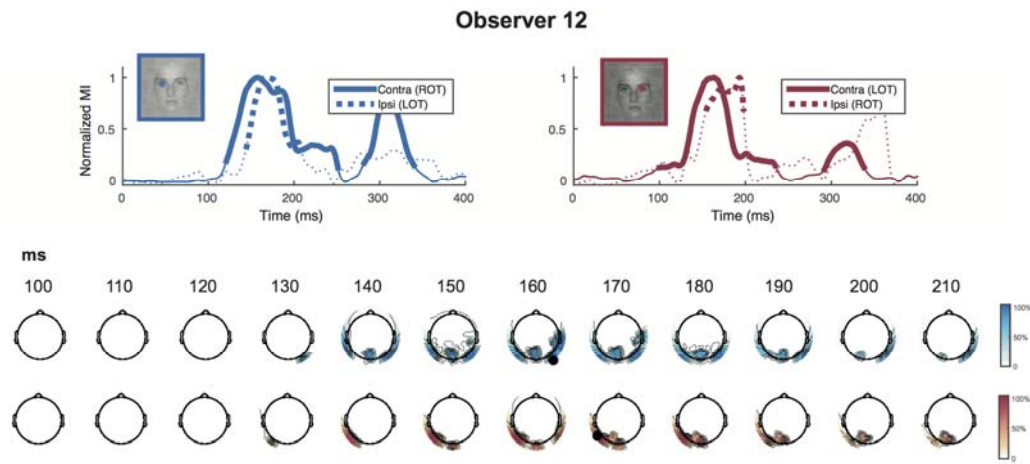 Observer 12
Normalized MI
1
0.5
0
Contra (ROT)
Ipsi (LOT)
0 100 200 300 400
Time (ms)
1
0.5
0
Contra (LOT)
Ipsi (ROT)
0 100 200 300 400
Time (ms)
ms
100 110 120 130 140 150 160 170 180 190 200 210
100%
50%
0
100%
50%
0